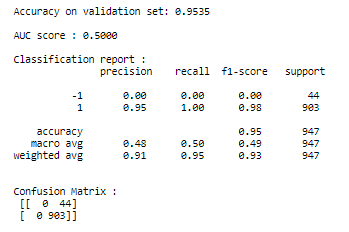 Accuracy on validation set: 0.9535
AUC score : 0.5000
Classification report :
precision recall f1-score support
-1 0.00 0.00 0.00 44
1 0.95 1.00 0.98 903
accuracy 0.95 947
macro avg 0.48 0.50 0.49 947
weighted avg 0.91 0.95 0.93 947
Confusion Matrix :
[[ 0 44]
[ 0 903]]